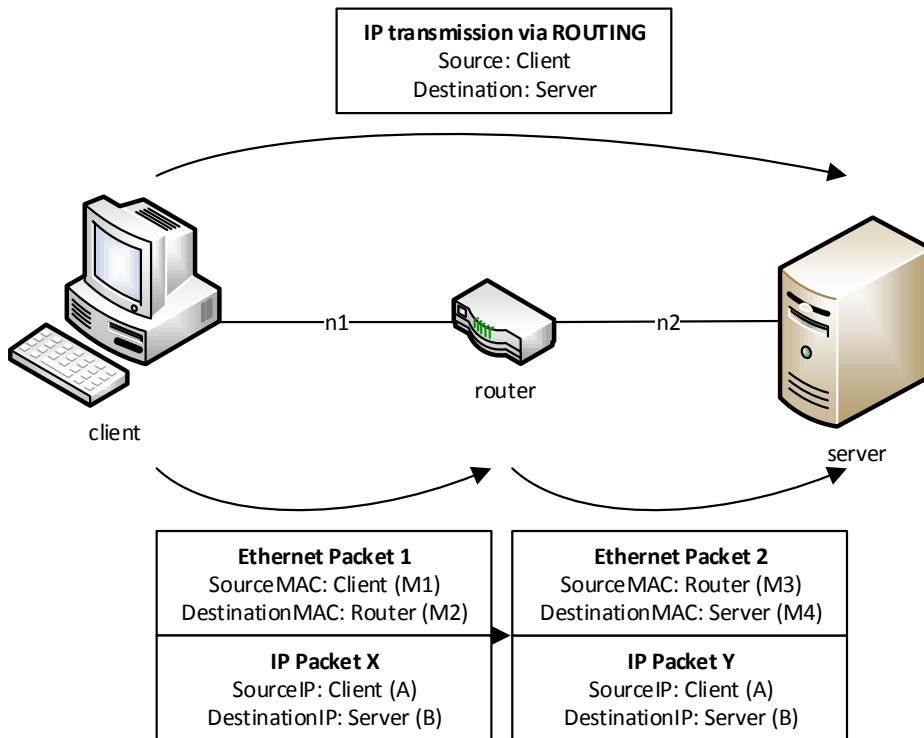 IP transmission via ROUTING
Source: Client
Destination: Server
n1
n2
router
client
server
Ethernet Packet 1
SourceMAC: Client (M1)
DestinationMAC: Router (M2)
IP Packet X
SourceIP: Client (A)
DestinationIP: Server (B)
Ethernet Packet 2
SourceMAC: Router (M3)
DestinationMAC: Server (M4)
IP Packet Y
SourceIP: Client (A)
DestinationIP: Server (B)